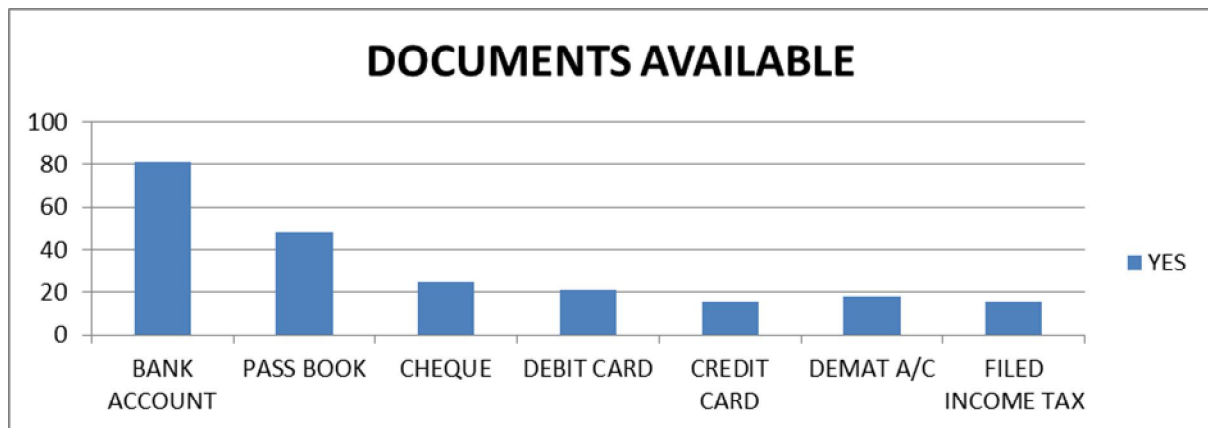 DOCUMENTS AVAILABLE
100
80
60
40
20
0
BANK ACCOUNT
PASS BOOK
CHEQUE
DEBIT CARD
CREDIT CARD
DEMAT A/C
FILED INCOME TAX
YES